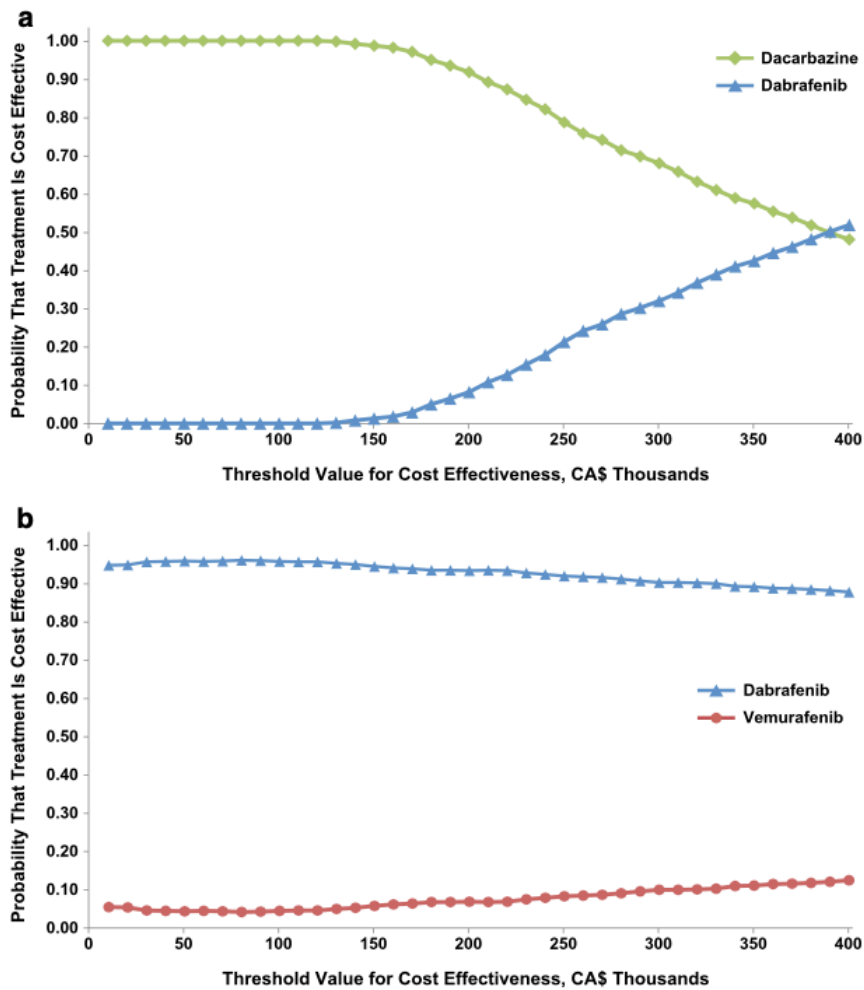 a
1.00
0.90
0.80
0.70
0.60
0.50
0.40
0.30
0.20
0.10
0.00
Probability That Treatment Is Cost Effective
Dacarbazine
Dabrafenib
0 50 100 150 200 250 300 350 400
Threshold Value for Cost Effectiveness, CA$ Thousands
b
1.00
0.90
0.80
0.70
0.60
0.50
0.40
0.30
0.20
0.10
0.00
Probability That Treatment Is Cost Effective
Dabrafenib
Vemurafenib
0 50 100 150 200 250 300 350 400
Threshold Value for Cost Effectiveness, CA$ Thousands